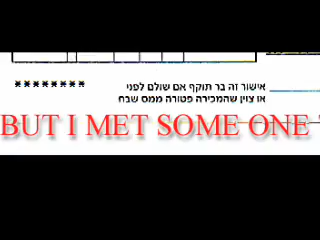 אישור זה בר תוקף אם שולם לפני
********
או צוין שהמכירה פטורה ממס שבח
BUT I MET SOME ONE